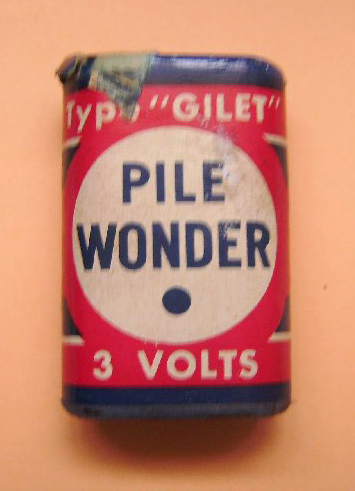 Type "GILET"
PILE
WONDER
3 VOLTS